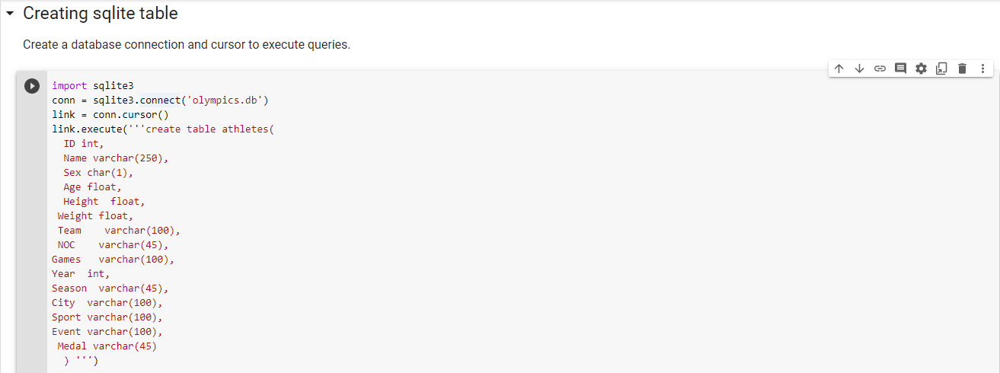 Creating sqlite table
Create a database connection and cursor to execute queries.
import sqlite3
conn = sqlite3.connect('olympics.db')
link = conn.cursor()
link.execute('''create table athletes(
  ID int,
  Name varchar(250),
  Sex char(1),
  Age float,
  Height  float,
 Weight float,
 Team    varchar(100),
 NOC    varchar(45),
Games   varchar(100),
Year  int,
Season  varchar(45),
City  varchar(100),
Sport varchar(100),
Event varchar(100),
 Medal varchar(45)
  ) ''')